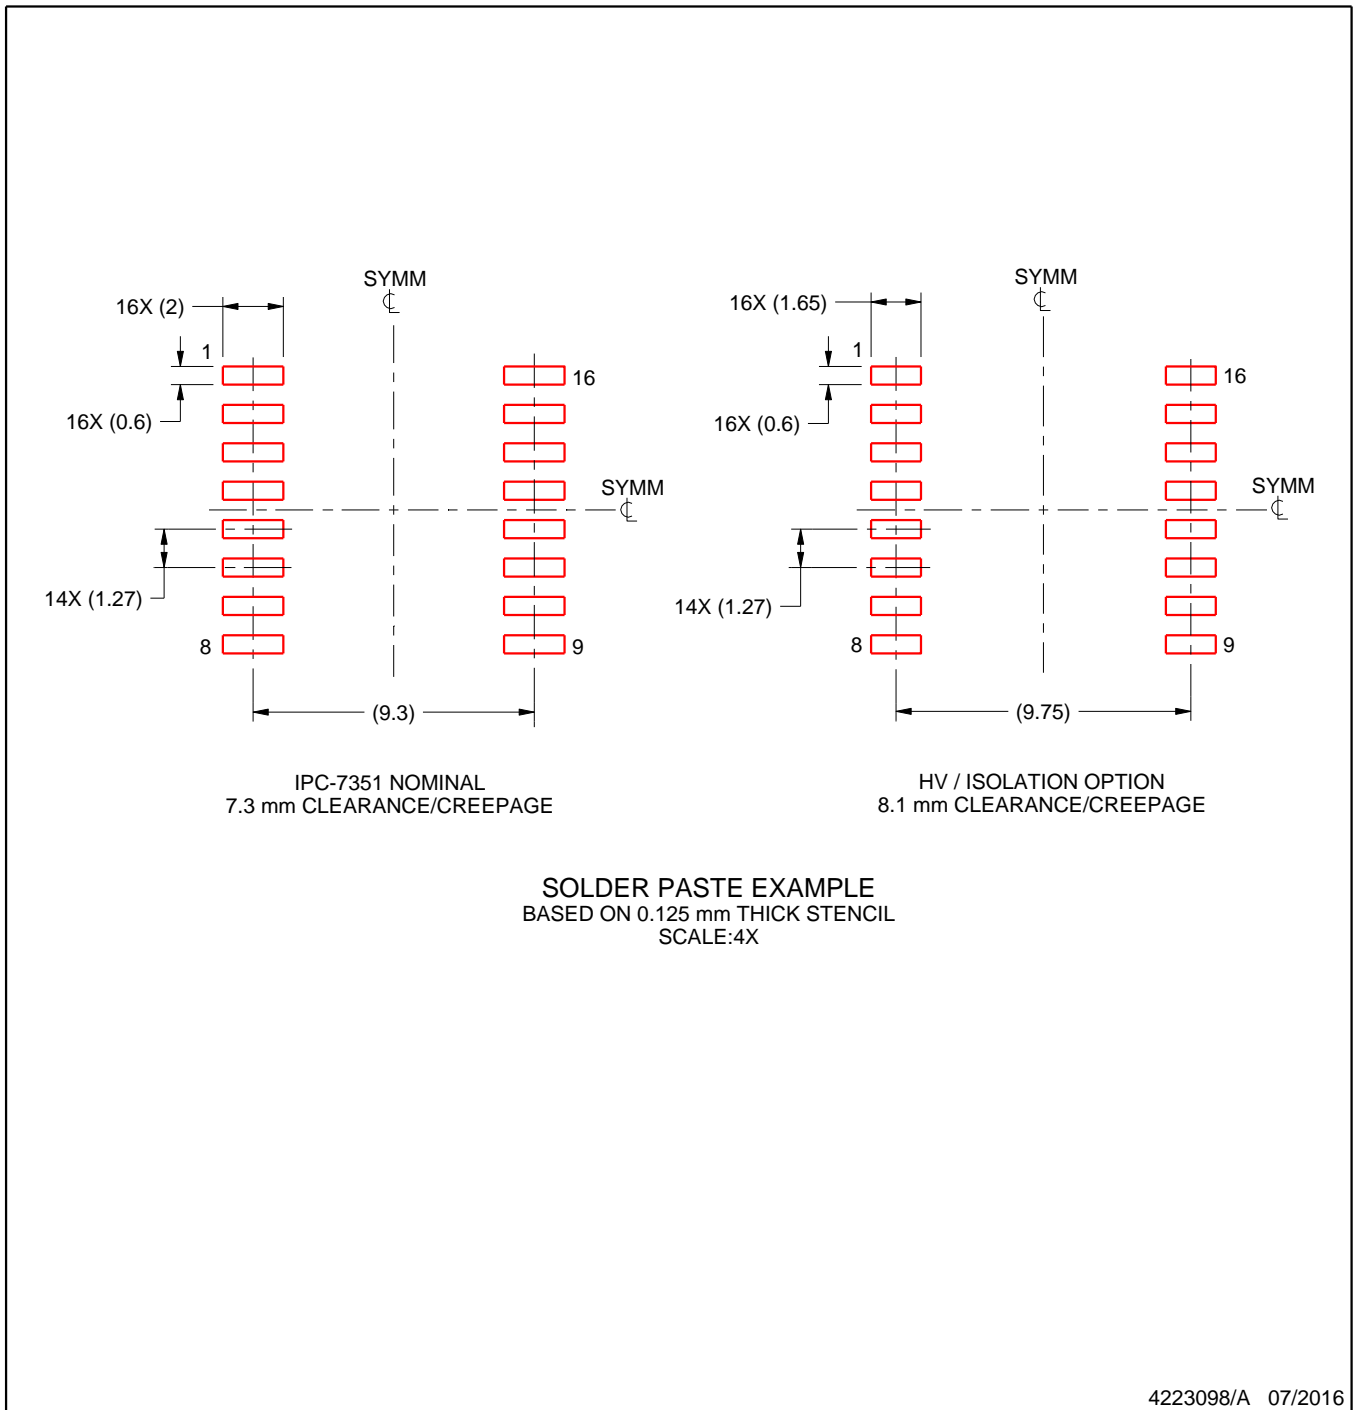 SYMM
℄
16X (2)
1
16
16X (0.6)
SYMM
℄
14X (1.27)
8
9
(9.3)
IPC-7351 NOMINAL
7.3 mm CLEARANCE/CREEPAGE
SYMM
℄
16X (1.65)
1
16
16X (0.6)
SYMM
℄
14X (1.27)
8
9
(9.75)
HV / ISOLATION OPTION
8.1 mm CLEARANCE/CREEPAGE
SOLDER PASTE EXAMPLE
BASED ON 0.125 mm THICK STENCIL
SCALE:4X
4223098/A 07/2016